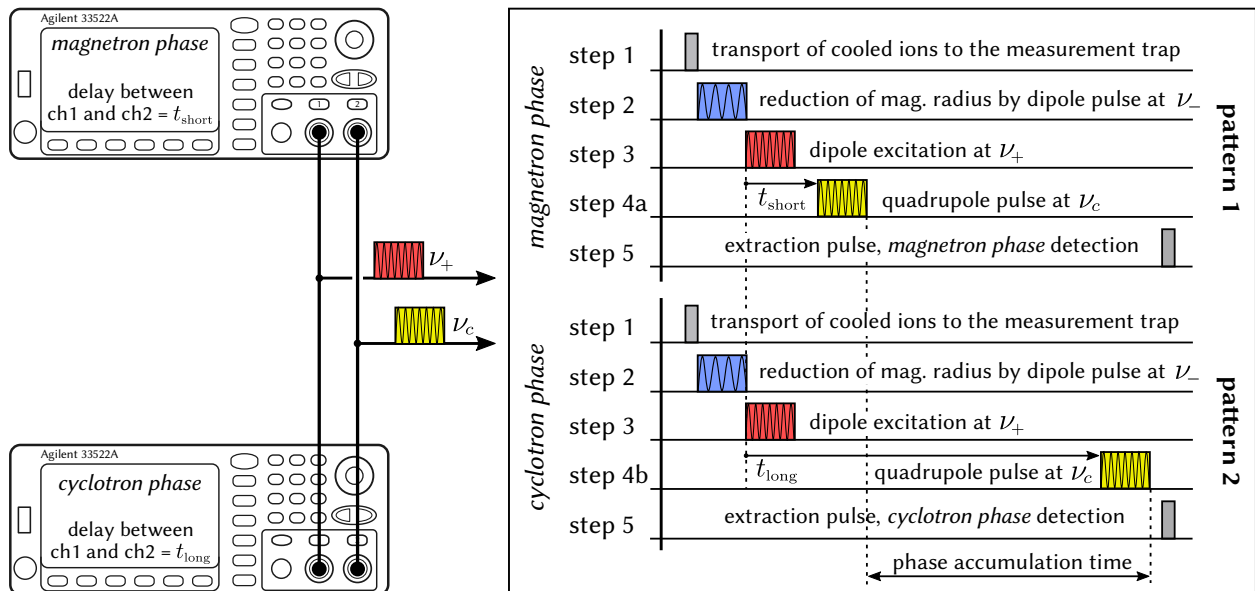 Agilent 33522A
magnetron phase
delay between
ch1 and ch2 = t_short
1 2
ν₊
ν_c
Agilent 33522A
cyclotron phase
delay between
ch1 and ch2 = t_long
magnetron phase
step 1 transport of cooled ions to the measurement trap
step 2 reduction of mag. radius by dipole pulse at ν₋
step 3 dipole excitation at ν₊
step 4a t_short quadrupole pulse at ν_c
step 5 extraction pulse, magnetron phase detection
pattern 1
cyclotron phase
step 1 transport of cooled ions to the measurement trap
step 2 reduction of mag. radius by dipole pulse at ν₋
step 3 dipole excitation at ν₊
step 4b t_long quadrupole pulse at ν_c
step 5 extraction pulse, cyclotron phase detection
pattern 2
phase accumulation time